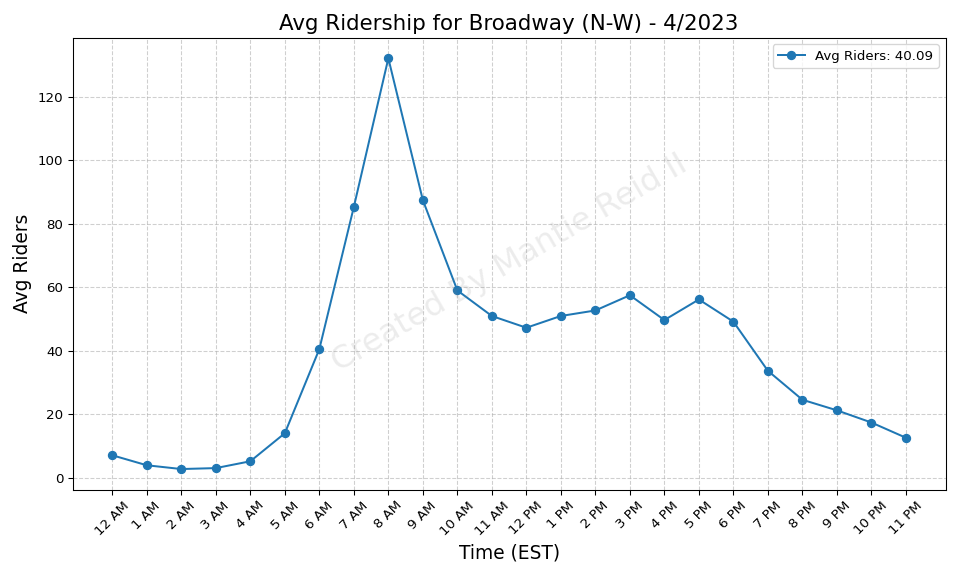 Avg Ridership for Broadway (N-W) - 4/2023
Avg Riders: 40.09
Avg Riders
120
100
80
60
40
20
0
Created By Mantie Reid II
12 AM
1 AM
2 AM
3 AM
4 AM
5 AM
6 AM
7 AM
8 AM
9 AM
10 AM
11 AM
12 PM
1 PM
2 PM
3 PM
4 PM
5 PM
6 PM
7 PM
8 PM
9 PM
10 PM
11 PM
Time (EST)